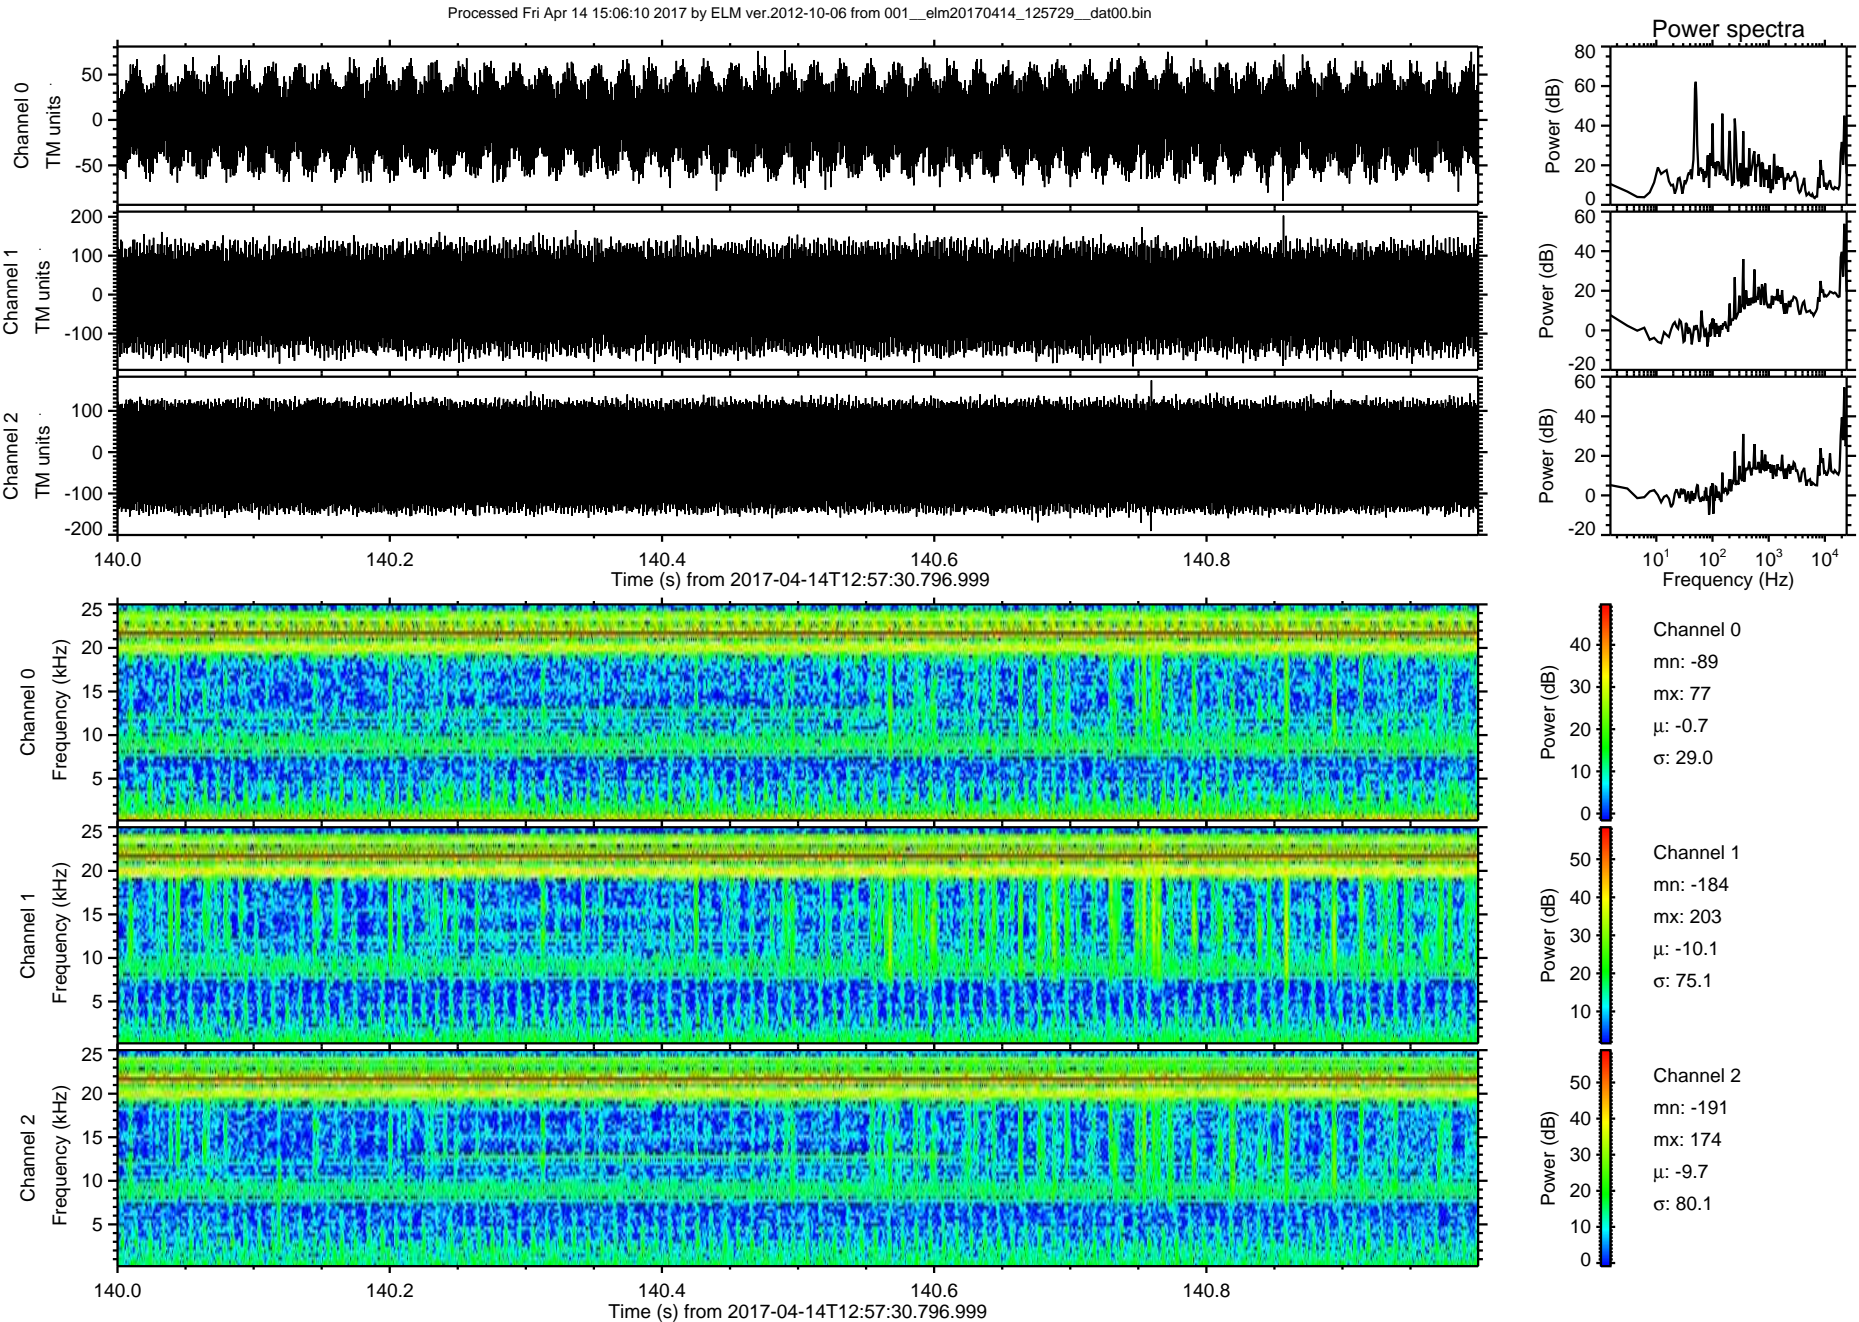 Processed Fri Apr 14 15:06:10 2017 by ELM ver.2012-10-06 from 001__elm20170414_125729__dat00.bin
Power spectra
Channel 0
TM units
50
0
-50
Power (dB)
80
60
40
20
0
Channel 1
TM units
200
100
0
-100
Power (dB)
60
40
20
0
-20
Channel 2
TM units
100
0
-100
-200
Power (dB)
60
40
20
0
-20
140.0 140.2 140.4 140.6 140.8
Time (s) from 2017-04-14T12:57:30.796.999
10^1 10^2 10^3 10^4
Frequency (Hz)
Channel 0
Frequency (kHz)
25
20
15
10
5
Power (dB)
40
30
20
10
0
Channel 0
mn: -89
mx: 77
μ: -0.7
σ: 29.0
Channel 1
Frequency (kHz)
25
20
15
10
5
Power (dB)
50
40
30
20
10
Channel 1
mn: -184
mx: 203
μ: -10.1
σ: 75.1
Channel 2
Frequency (kHz)
25
20
15
10
5
Power (dB)
50
40
30
20
10
0
Channel 2
mn: -191
mx: 174
μ: -9.7
σ: 80.1
140.0 140.2 140.4 140.6 140.8
Time (s) from 2017-04-14T12:57:30.796.999